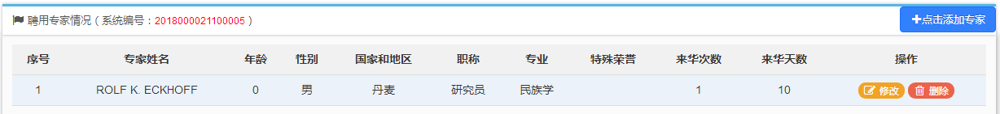 聘用专家情况（系统编号：2018000021100005）
点击添加专家
序号 专家姓名 年龄 性别 国家和地区 职称 专业 特殊荣誉 来华次数 来华天数 操作
1 ROLF K. ECKHOFF 0 男 丹麦 研究员 民族学 1 10 修改 删除